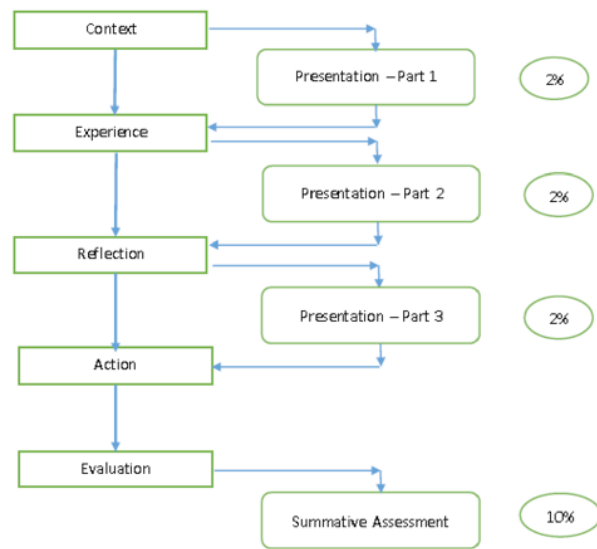 Context
Presentation – Part 1
2%
Experience
Presentation – Part 2
2%
Reflection
Presentation – Part 3
2%
Action
Evaluation
Summative Assessment
10%